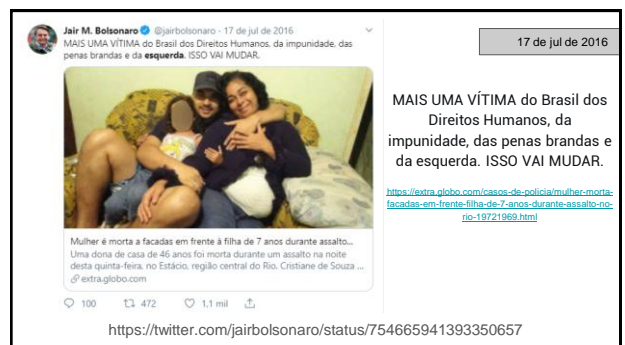 Jair M. Bolsonaro @jairbolsonaro · 17 de jul de 2016
MAIS UMA VÍTIMA do Brasil dos Direitos Humanos, da impunidade, das
penas brandas e da esquerda. ISSO VAI MUDAR.
Mulher é morta a facadas em frente à filha de 7 anos durante assalto...
Uma dona de casa de 46 anos foi morta durante um assalto na noite
desta quinta-feira, no Estácio, região central do Rio. Cristiane de Souza ...
extra.globo.com
100 472 1,1 mil
17 de jul de 2016
MAIS UMA VÍTIMA do Brasil dos
Direitos Humanos, da
impunidade, das penas brandas e
da esquerda. ISSO VAI MUDAR.
https://extra.globo.com/casos-de-policia/mulher-morta-
facadas-em-frente-filha-de-7-anos-durante-assalto-no-
rio-19721969.html
https://twitter.com/jairbolsonaro/status/754665941393350657